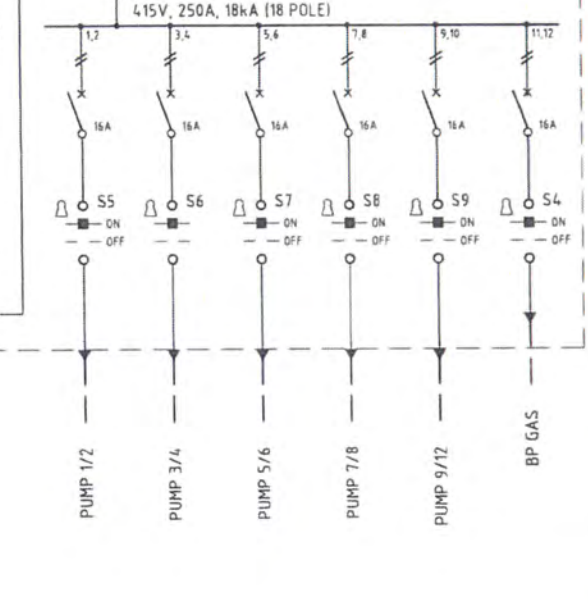 415V, 250A, 18kA (18 POLE)
1,2 3,4 5,6 7,8 9,10 11,12
16A 16A 16A 16A 16A 16A
S5 S6 S7 S8 S9 S4
ON ON ON ON ON
OFF OFF OFF OFF OFF
PUMP 1/2
PUMP 3/4
PUMP 5/6
PUMP 7/8
PUMP 9/12
BP GAS